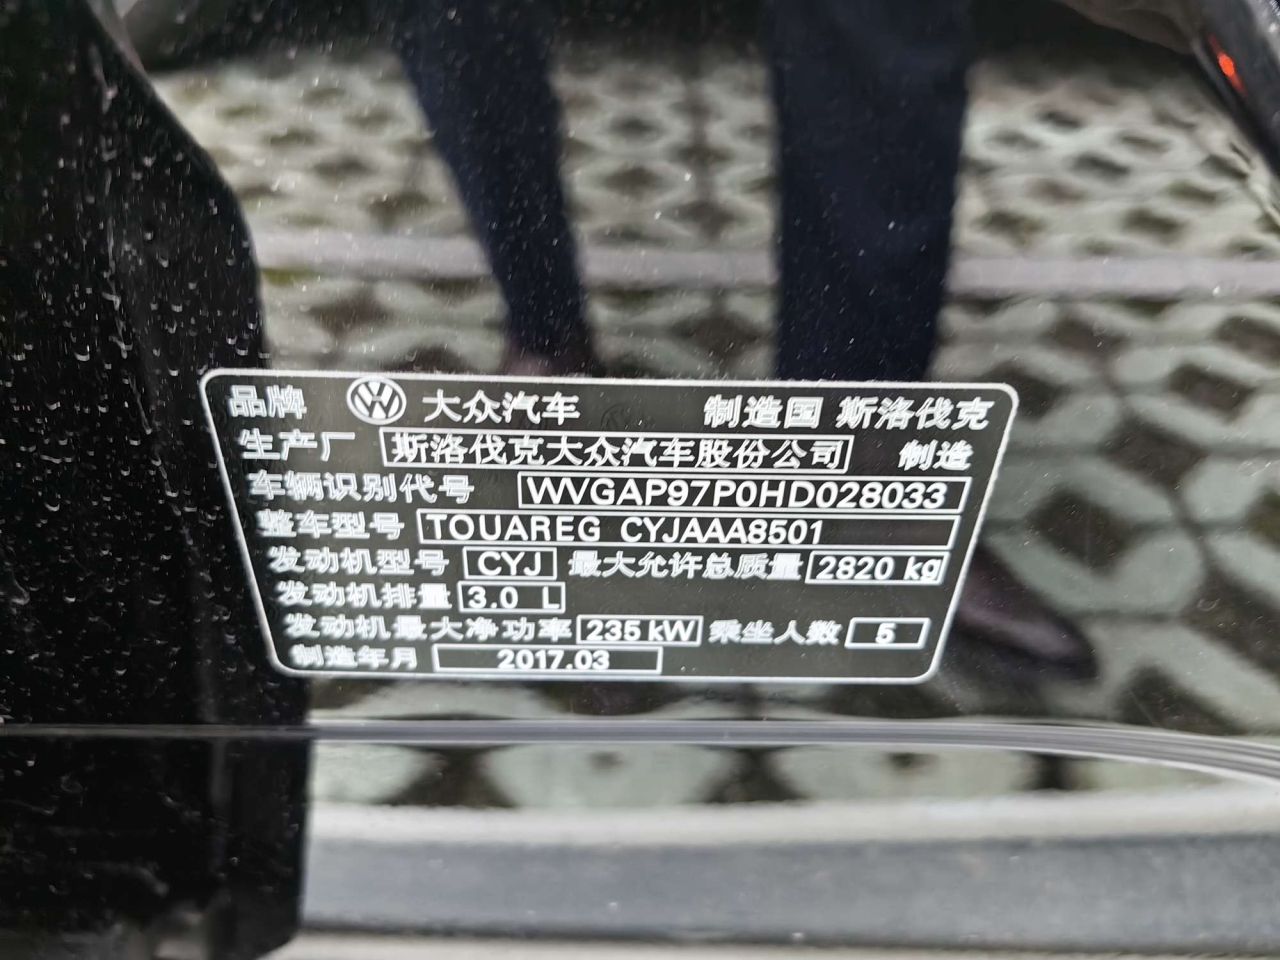 品牌 大众汽车 制造国 斯洛伐克
生产厂 斯洛伐克大众汽车股份公司 制造
车辆识别代号 WVGAP97P0HD028033
整车型号 TOUAREG CYJAAA8501
发动机型号 CYJ 最大允许总质量 2820 kg
发动机排量 3.0 L
发动机最大净功率 235 kW 乘坐人数 5
制造年月 2017.03